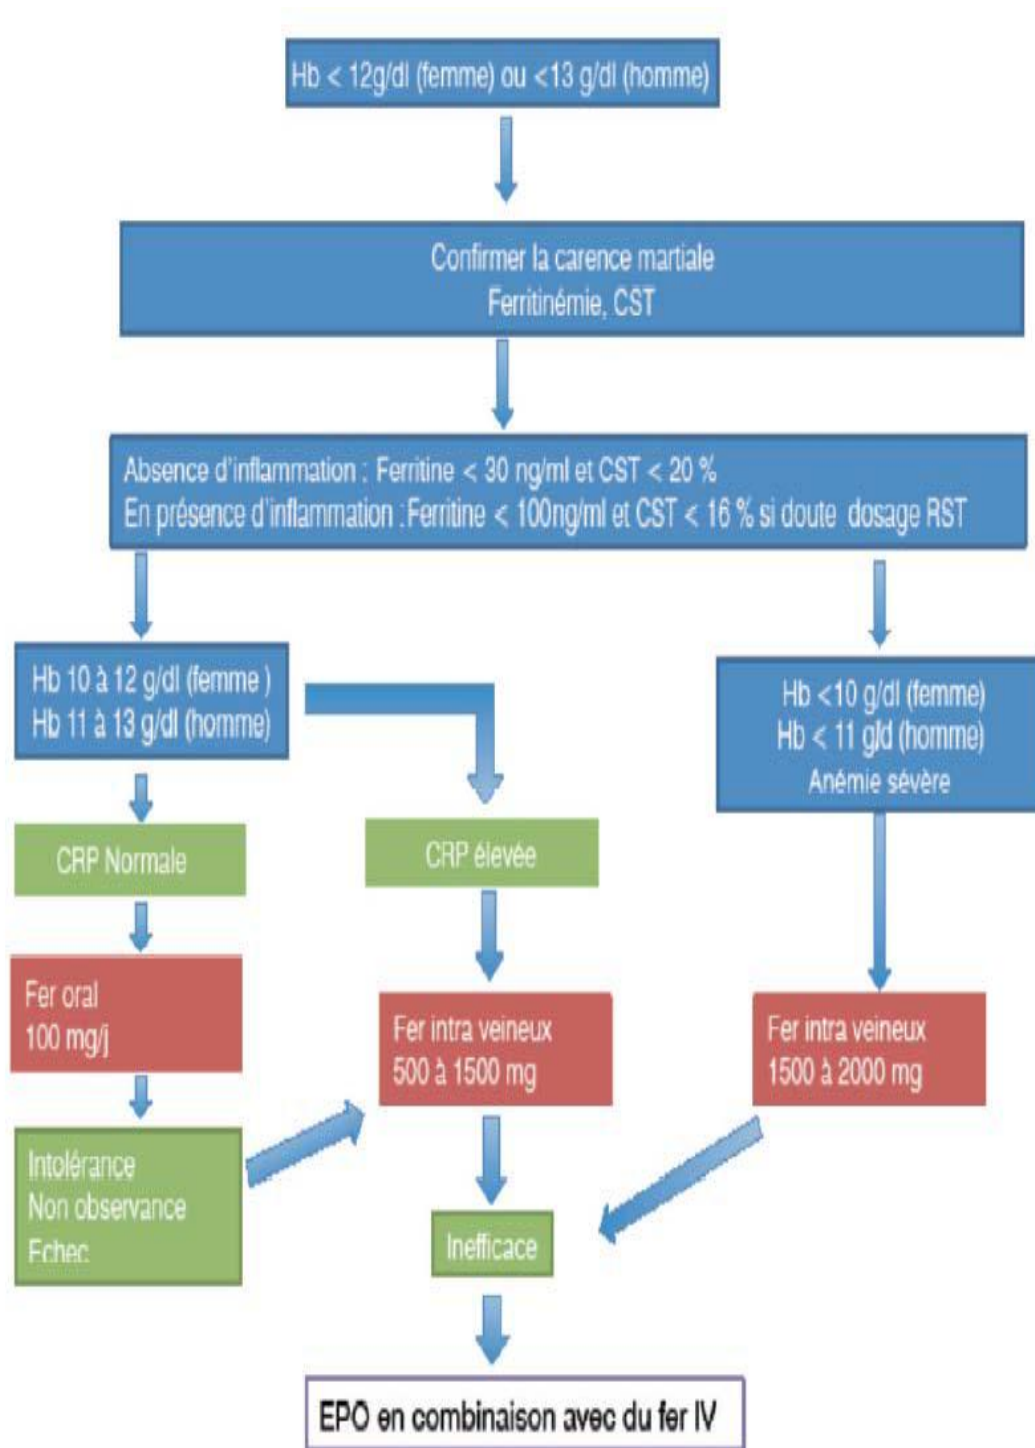 Hb < 12g/dl (femme) ou <13 g/dl (homme)
Confirmer la carence martiale
Ferritinémie, CST
Absence d'inflammation : Ferritine < 30 ng/ml et CST < 20 %
En présence d'inflammation : Ferritine < 100ng/ml et CST < 16 % si doute dosage RST
Hb 10 à 12 g/dl (femme )
Hb 11 à 13 g/dl (homme)
Hb <10 g/dl (femme)
Hb < 11 g/d (homme)
Anémie sévère
CRP Normale
CRP élevée
Fer oral
100 mg/j
Fer intra veineux
500 à 1500 mg
Fer intra veineux
1500 à 2000 mg
Intolérance
Non observance
Echec
Inefficace
EPO en combinaison avec du fer IV